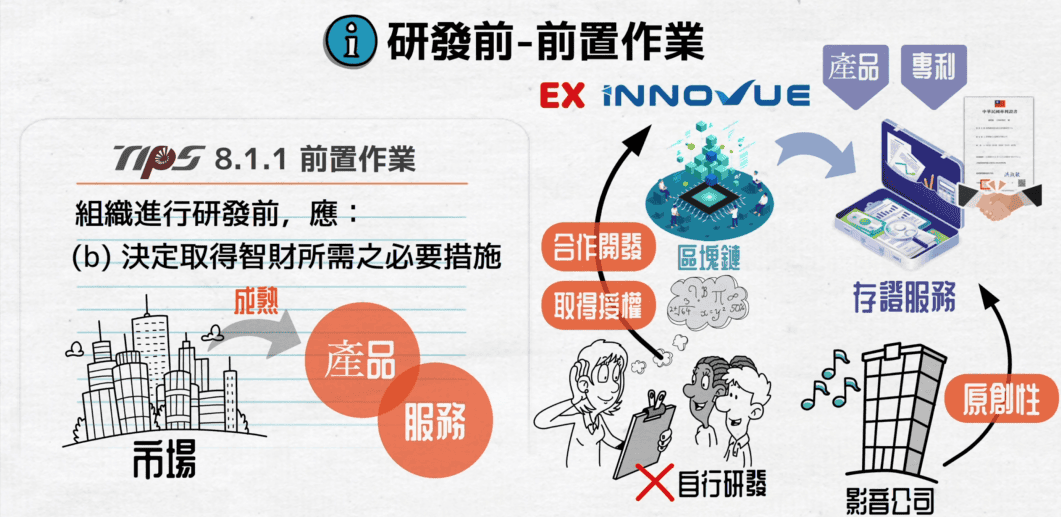 研發前-前置作業
TIPS 8.1.1 前置作業
組織進行研發前，應：
(b) 決定取得智財所需之必要措施
成熟
產品
服務
市場
EX INNOVUE
產品
專利
合作開發
取得授權
區塊鏈
存證服務
自行研發
原創性
影音公司